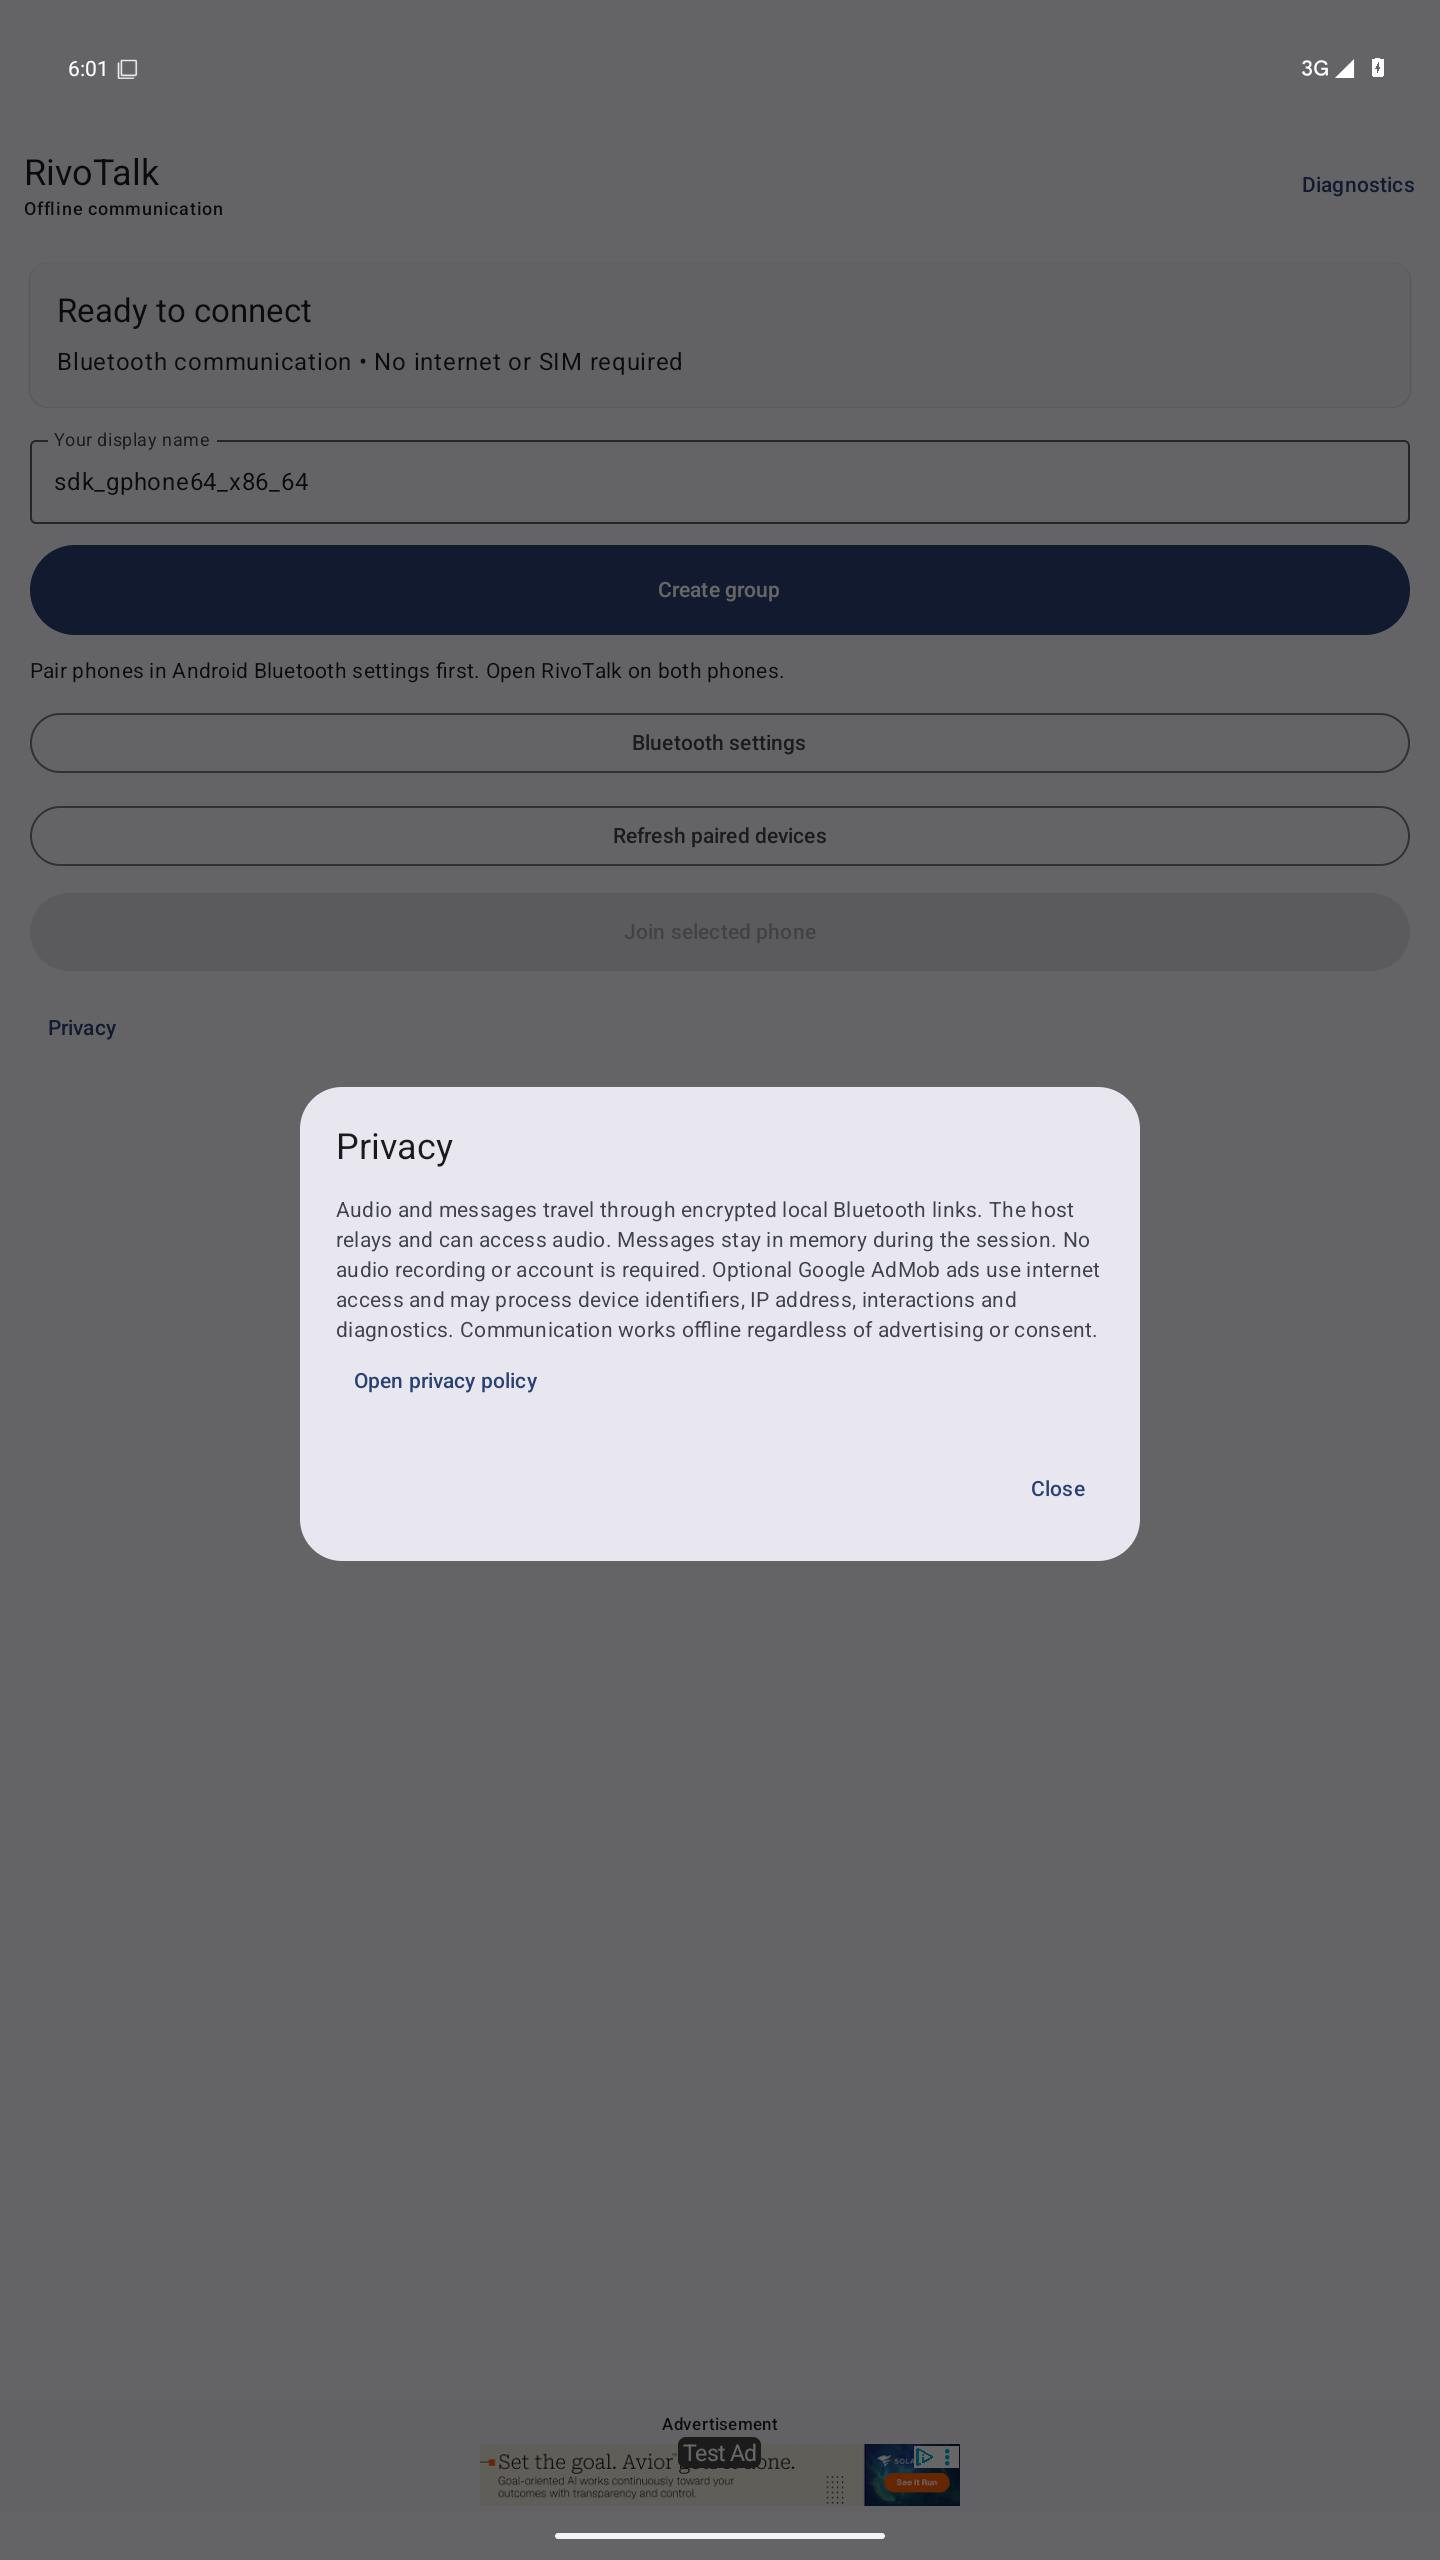 6:01
3G
RivoTalk
Offline communication
Diagnostics
Ready to connect
Bluetooth communication • No internet or SIM required
Your display name
sdk_gphone64_x86_64
Create group
Pair phones in Android Bluetooth settings first. Open RivoTalk on both phones.
Bluetooth settings
Refresh paired devices
Join selected phone
Privacy
Privacy
Audio and messages travel through encrypted local Bluetooth links. The host
relays and can access audio. Messages stay in memory during the session. No
audio recording or account is required. Optional Google AdMob ads use internet
access and may process device identifiers, IP address, interactions and
diagnostics. Communication works offline regardless of advertising or consent.
Open privacy policy
Close
Advertisement
Test Ad
Set the goal. Avior
Goal-oriented AI works continuously toward your
outcomes with transparency and control.
See It Run